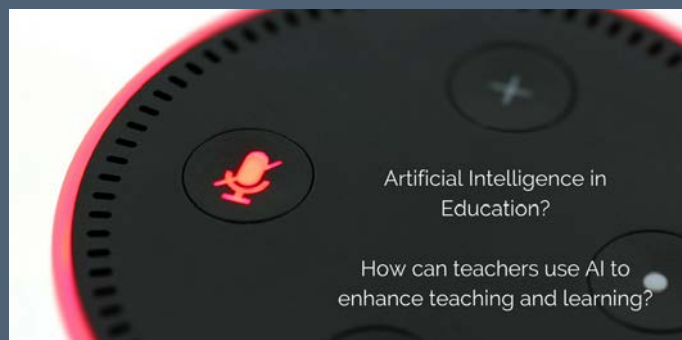 Artificial Intelligence in
Education?
How can teachers use AI to
enhance teaching and learning?